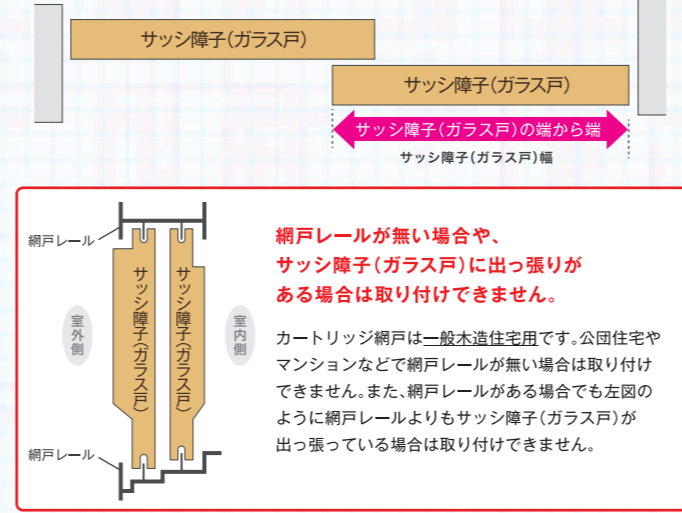 サッシ障子(ガラス戸)
サッシ障子(ガラス戸)
サッシ障子(ガラス戸)の端から端
サッシ障子(ガラス戸)幅
網戸レール
室外側
サッシ障子(ガラス戸)
サッシ障子(ガラス戸)
室内側
網戸レール
網戸レールが無い場合や、
サッシ障子(ガラス戸)に出っ張りが
ある場合は取り付けできません。
カートリッジ網戸は一般木造住宅用です。公団住宅や
マンションなどで網戸レールが無い場合は取り付け
できません。また、網戸レールがある場合でも左図の
ように網戸レールよりもサッシ障子(ガラス戸)が
出っ張っている場合は取り付けできません。